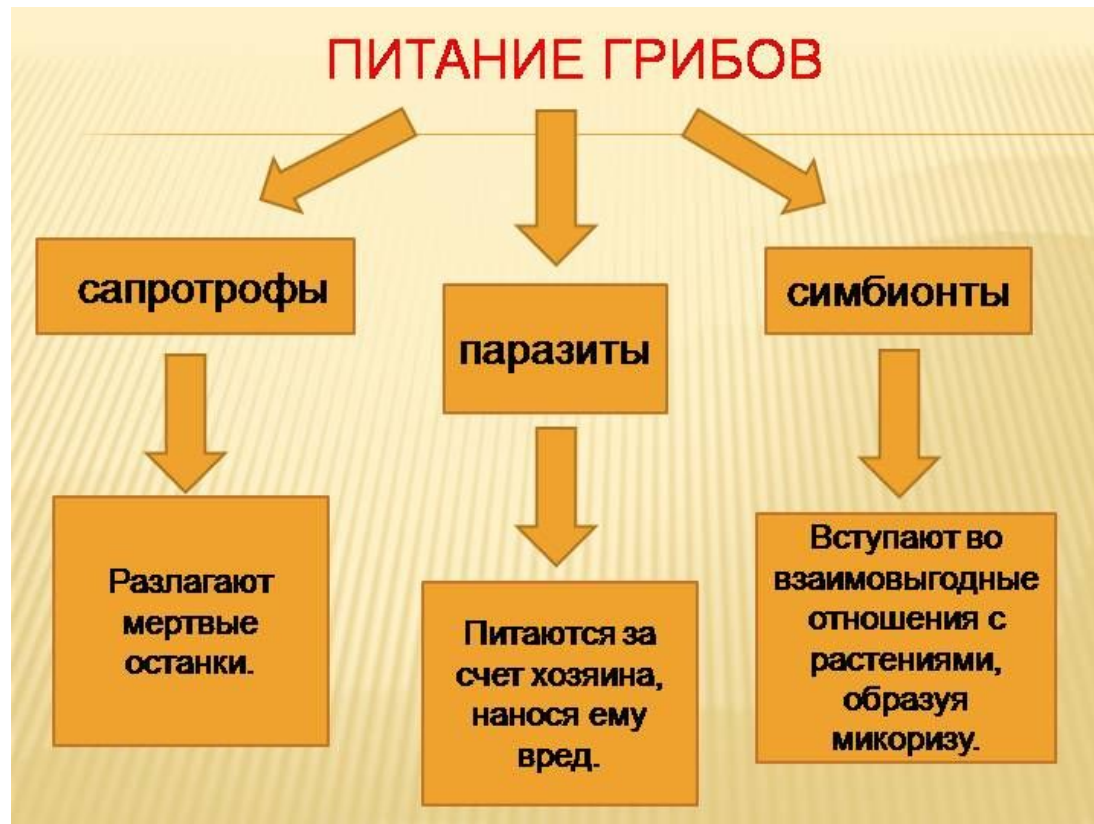 ПИТАНИЕ ГРИБОВ
сапротрофы
паразиты
симбионты
Разлагают
мертвые
останки.
Питаются за
счет хозяина,
нанося ему
вред.
Вступают во
взаимовыгодные
отношения с
растениями,
образуя
микоризу.